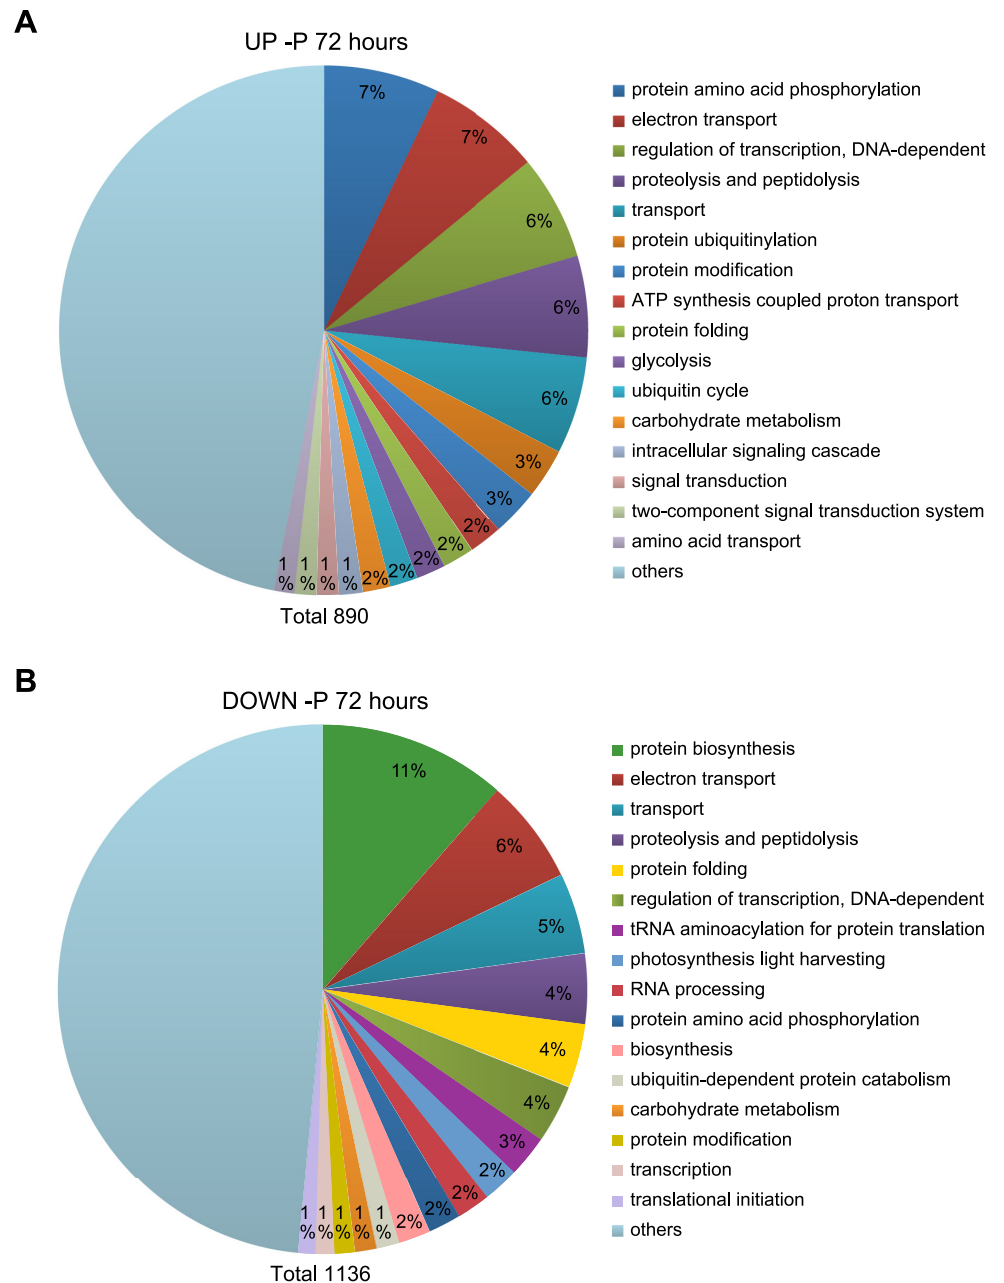 A
UP -P 72 hours
7%
7%
6%
6%
6%
3%
3%
2%
2%
2%
2%
2%
1
%
1
%
1
%
1
%
protein amino acid phosphorylation
electron transport
regulation of transcription, DNA-dependent
proteolysis and peptidolysis
transport
protein ubiquitinylation
protein modification
ATP synthesis coupled proton transport
protein folding
glycolysis
ubiquitin cycle
carbohydrate metabolism
intracellular signaling cascade
signal transduction
two-component signal transduction system
amino acid transport
others
Total 890
B
DOWN -P 72 hours
11%
6%
5%
4%
4%
4%
3%
2%
2%
2%
2%
1
%
1
%
1
%
1
%
1
%
protein biosynthesis
electron transport
transport
proteolysis and peptidolysis
protein folding
regulation of transcription, DNA-dependent
tRNA aminoacylation for protein translation
photosynthesis light harvesting
RNA processing
protein amino acid phosphorylation
biosynthesis
ubiquitin-dependent protein catabolism
carbohydrate metabolism
protein modification
transcription
translational initiation
others
Total 1136